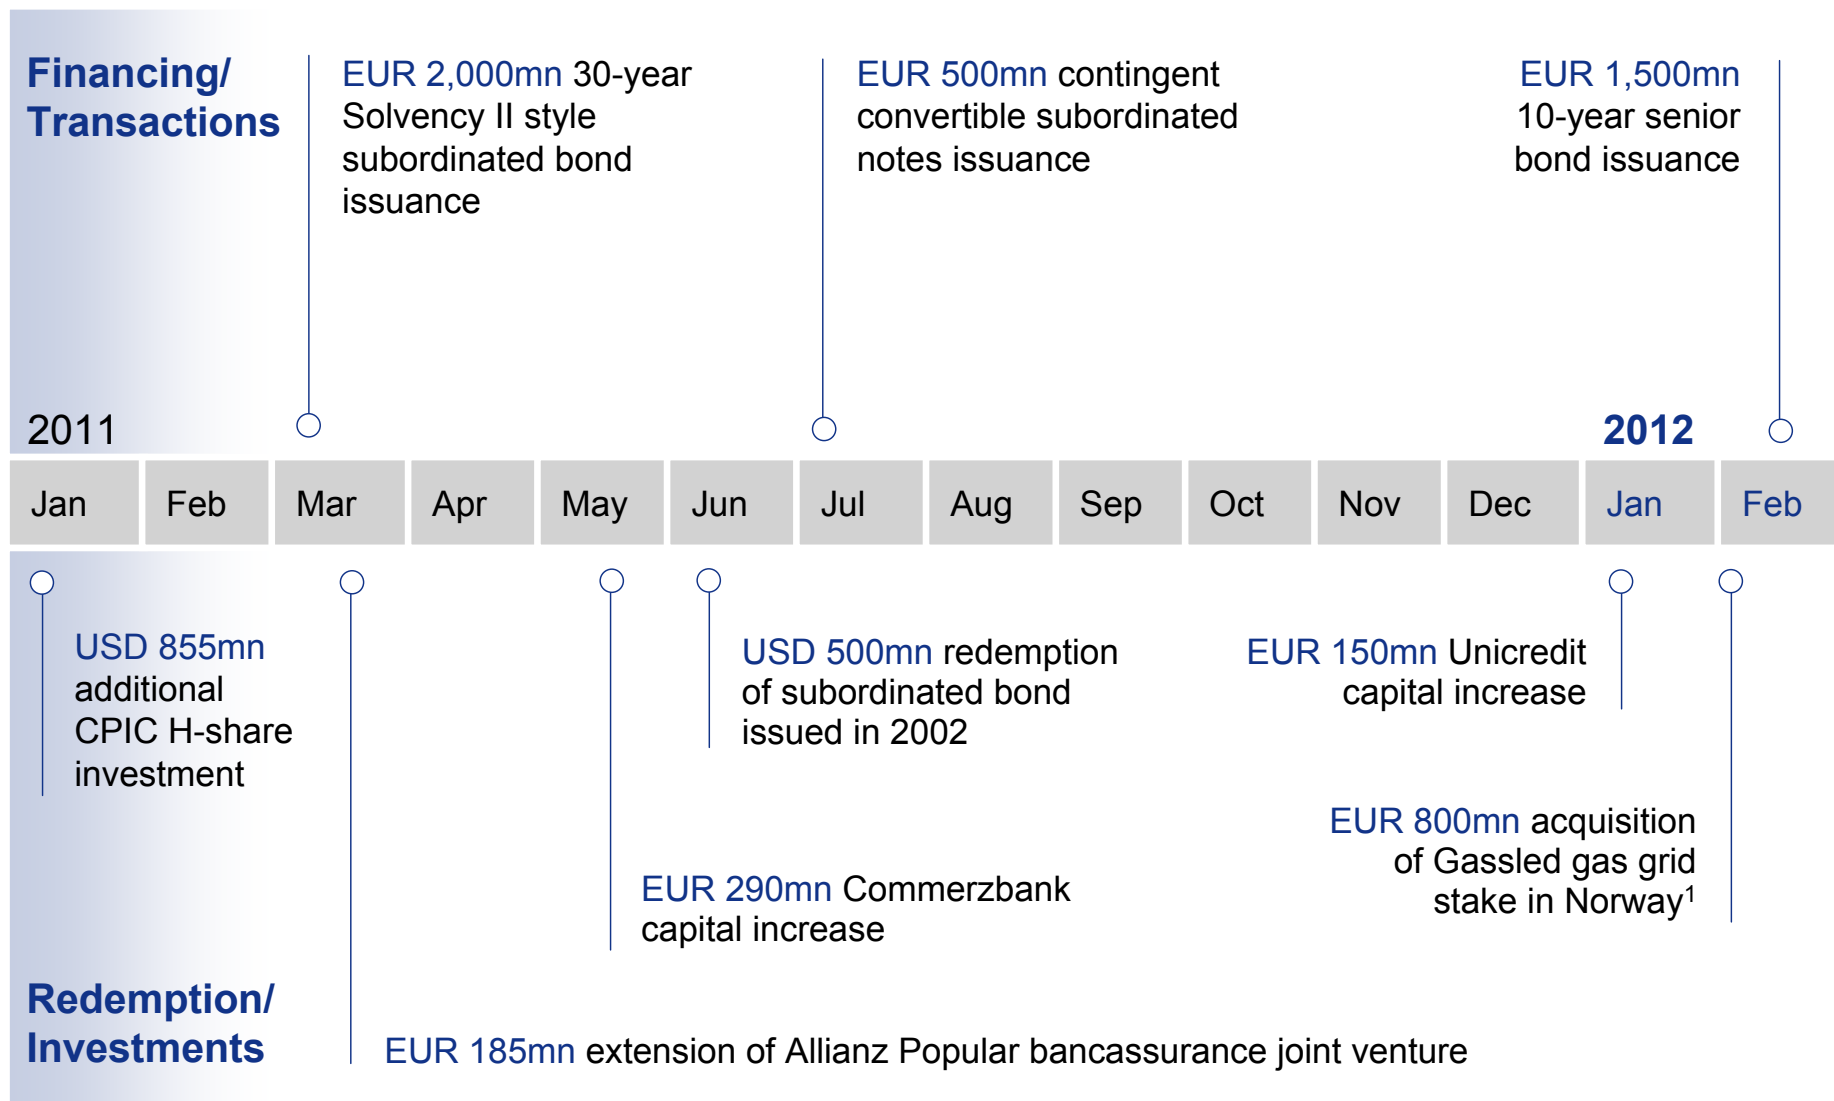 Financing/
Transactions
EUR 2,000mn 30-year
Solvency II style
subordinated bond
issuance
EUR 500mn contingent
convertible subordinated
notes issuance
EUR 1,500mn
10-year senior
bond issuance
2011
2012
Jan Feb Mar Apr May Jun Jul Aug Sep Oct Nov Dec Jan Feb
USD 855mn
additional
CPIC H-share
investment
USD 500mn redemption
of subordinated bond
issued in 2002
EUR 150mn Unicredit
capital increase
EUR 800mn acquisition
of Gassled gas grid
stake in Norway¹
EUR 290mn Commerzbank
capital increase
Redemption/
Investments
EUR 185mn extension of Allianz Popular bancassurance joint venture